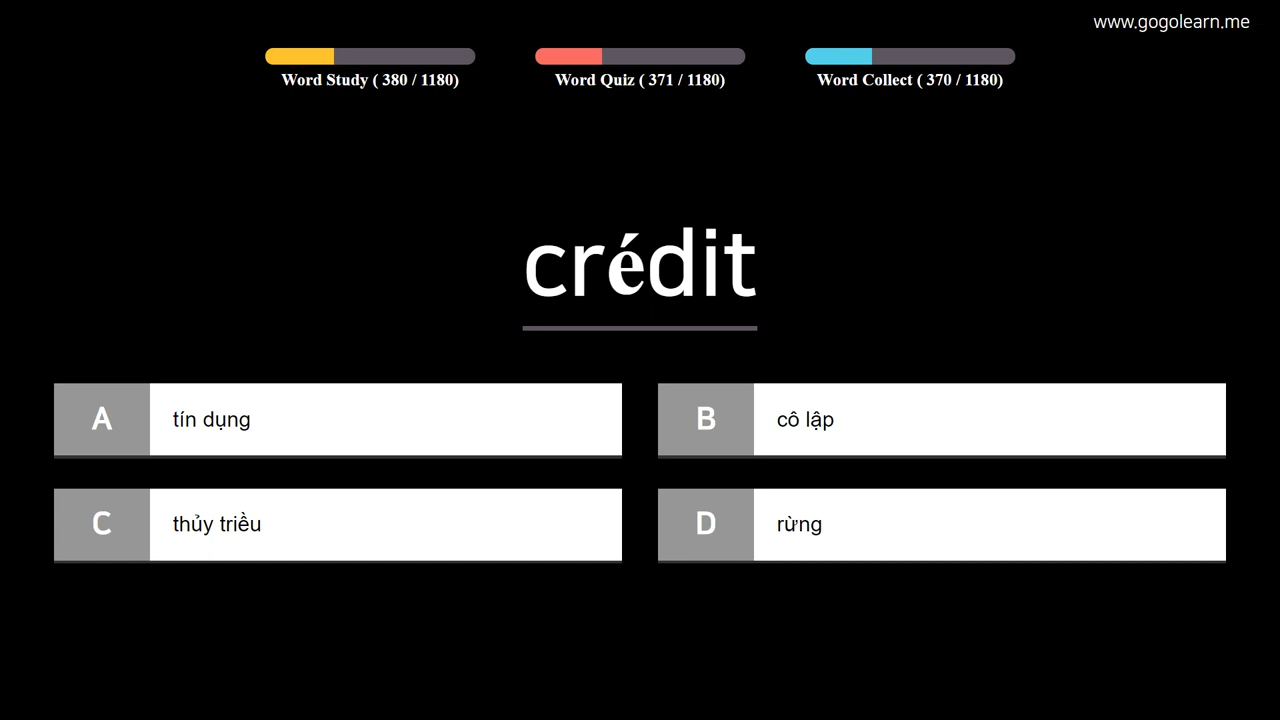 www.gogolearn.me
Word Study ( 380 / 1180)
Word Quiz ( 371 / 1180)
Word Collect ( 370 / 1180)
crédit
A tín dụng
B cô lập
C thủy triều
D rừng